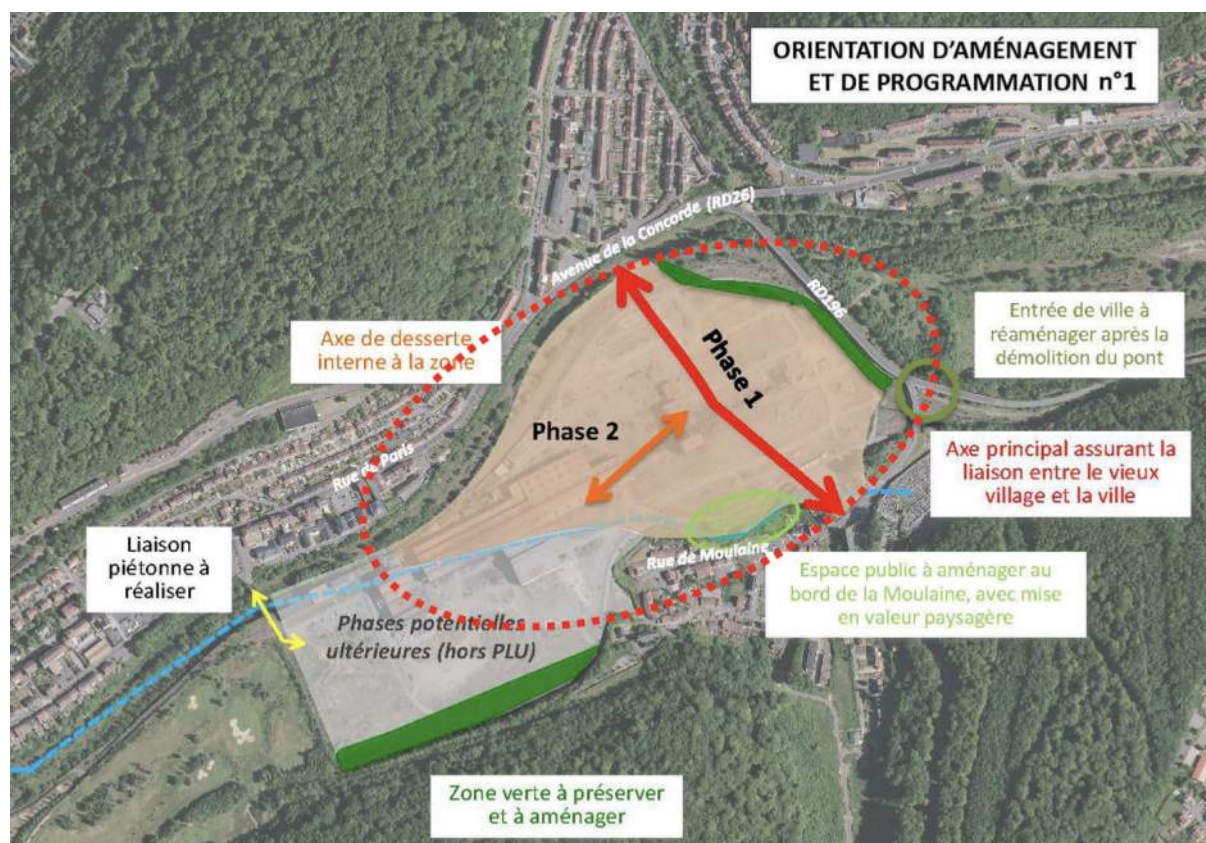 ORIENTATION D'AMÉNAGEMENT
ET DE PROGRAMMATION n°1
Avenue de la Concorde (RD26)
RD196
Entrée de ville à
réaménager après la
démolition du pont
Axe de desserte
interne à la zone
Phase 1
Phase 2
Rue de Paris
Axe principal assurant la
liaison entre le vieux
village et la ville
Liaison
piétonne à
réaliser
Rue de Moulaine
Espace public à aménager au
bord de la Moulaine, avec mise
en valeur paysagère
Phases potentielles
ultérieures (hors PLU)
Zone verte à préserver
et à aménager